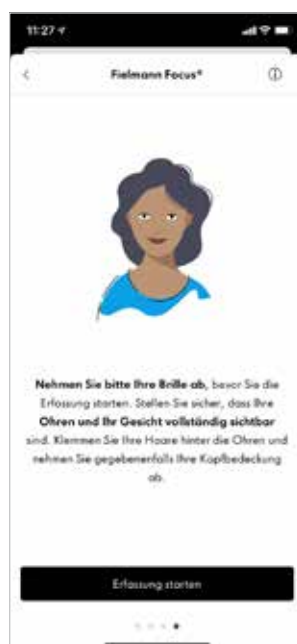 11:27
Fielmann Focus®
Nehmen Sie bitte Ihre Brille ab, bevor Sie die
Erfassung starten. Stellen Sie sicher, dass Ihre
Ohren und Ihr Gesicht vollständig sichtbar
sind. Klemmen Sie Ihre Haare hinter die Ohren und
nehmen Sie gegebenenfalls Ihre Kopfbedeckung
ab.
Erfassung starten